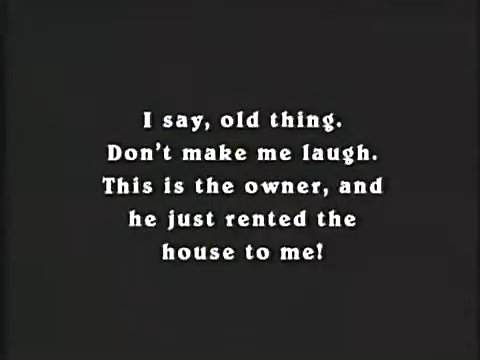 I say, old thing.
Don't make me laugh.
This is the owner, and
he just rented the
house to me!